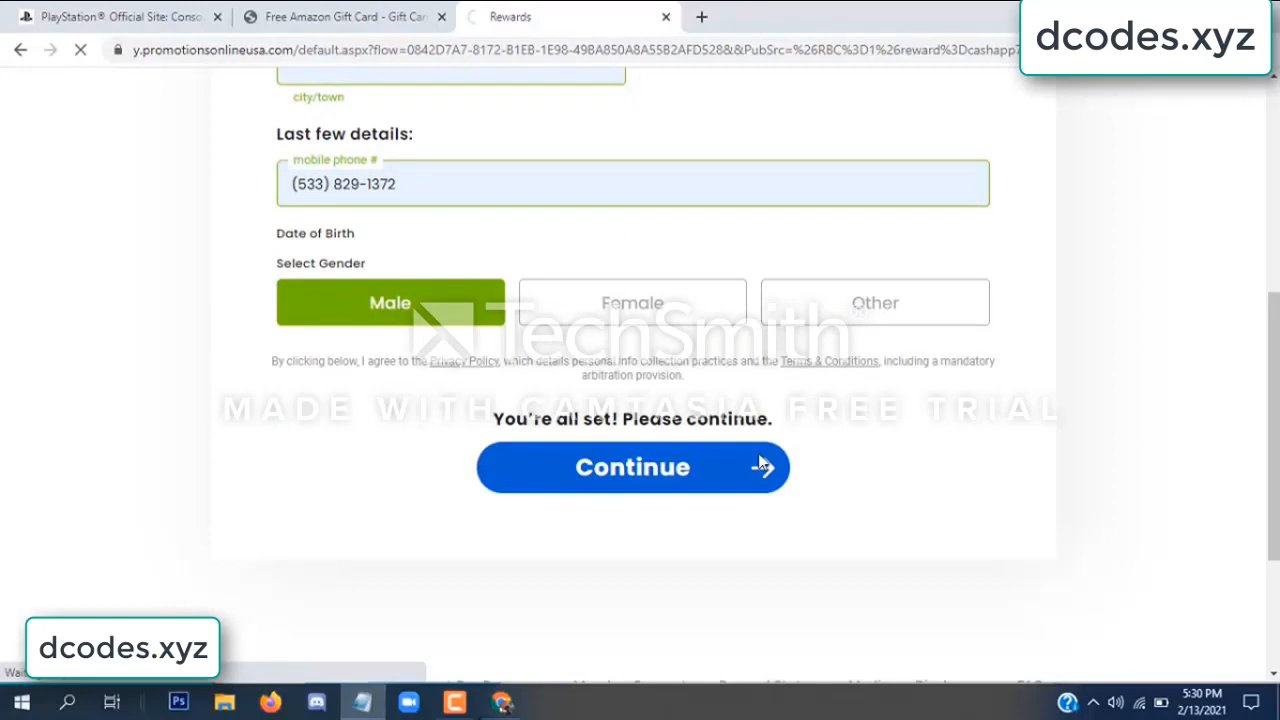 PlayStation® Official Site: Conso
Free Amazon Gift Card - Gift Car
Rewards
y.promotionsonlineusa.com/default.aspx?flow=0842D7A7-8172-B1EB-1E98-49BA850A8A55B2AFD528&&PubSrc=%26RBC%3D1%26reward%3Dcashapp
dcodes.xyz
city/town
Last few details:
mobile phone #
(533) 829-1372
Date of Birth
Select Gender
Male
Female
Other
TechSmith
By clicking below, I agree to the Privacy Policy, which details personal info collection practices and the Terms & Conditions, including a mandatory
arbitration provision.
MADE WITH CAMTASIA FREE TRIAL
You're all set! Please continue.
Continue
dcodes.xyz
Ps
5:30 PM
2/13/2021